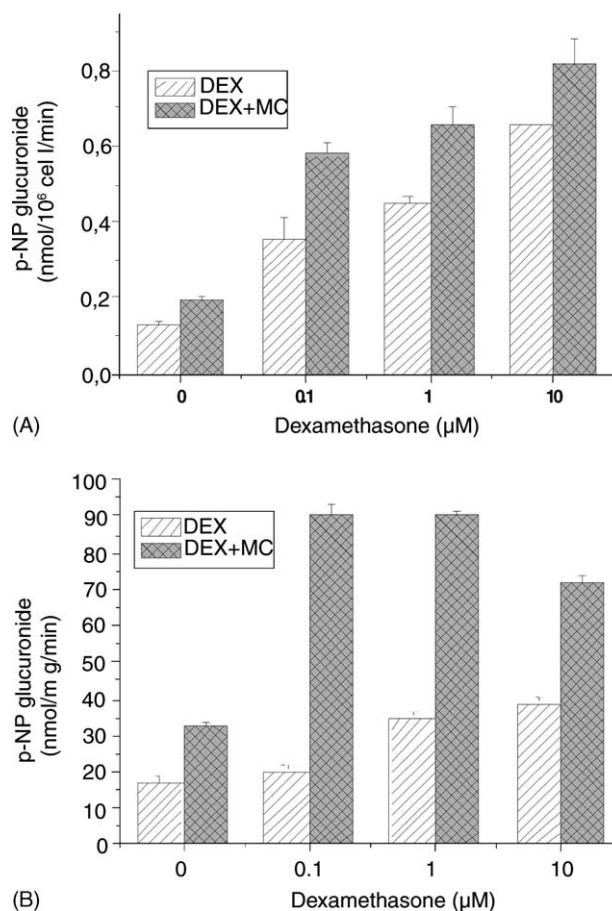 p-NP glucuronide
(nmol/10⁶ cel l/min)
0,8
0,6
0,4
0,2
0,0
DEX
DEX+MC
0 0.1 1 10
Dexamethasone (µM)
(A)
p-NP glucuronide
(nmol/m g/min)
100
90
80
70
60
50
40
30
20
10
0
DEX
DEX+MC
0 0.1 1 10
Dexamethasone (µM)
(B)